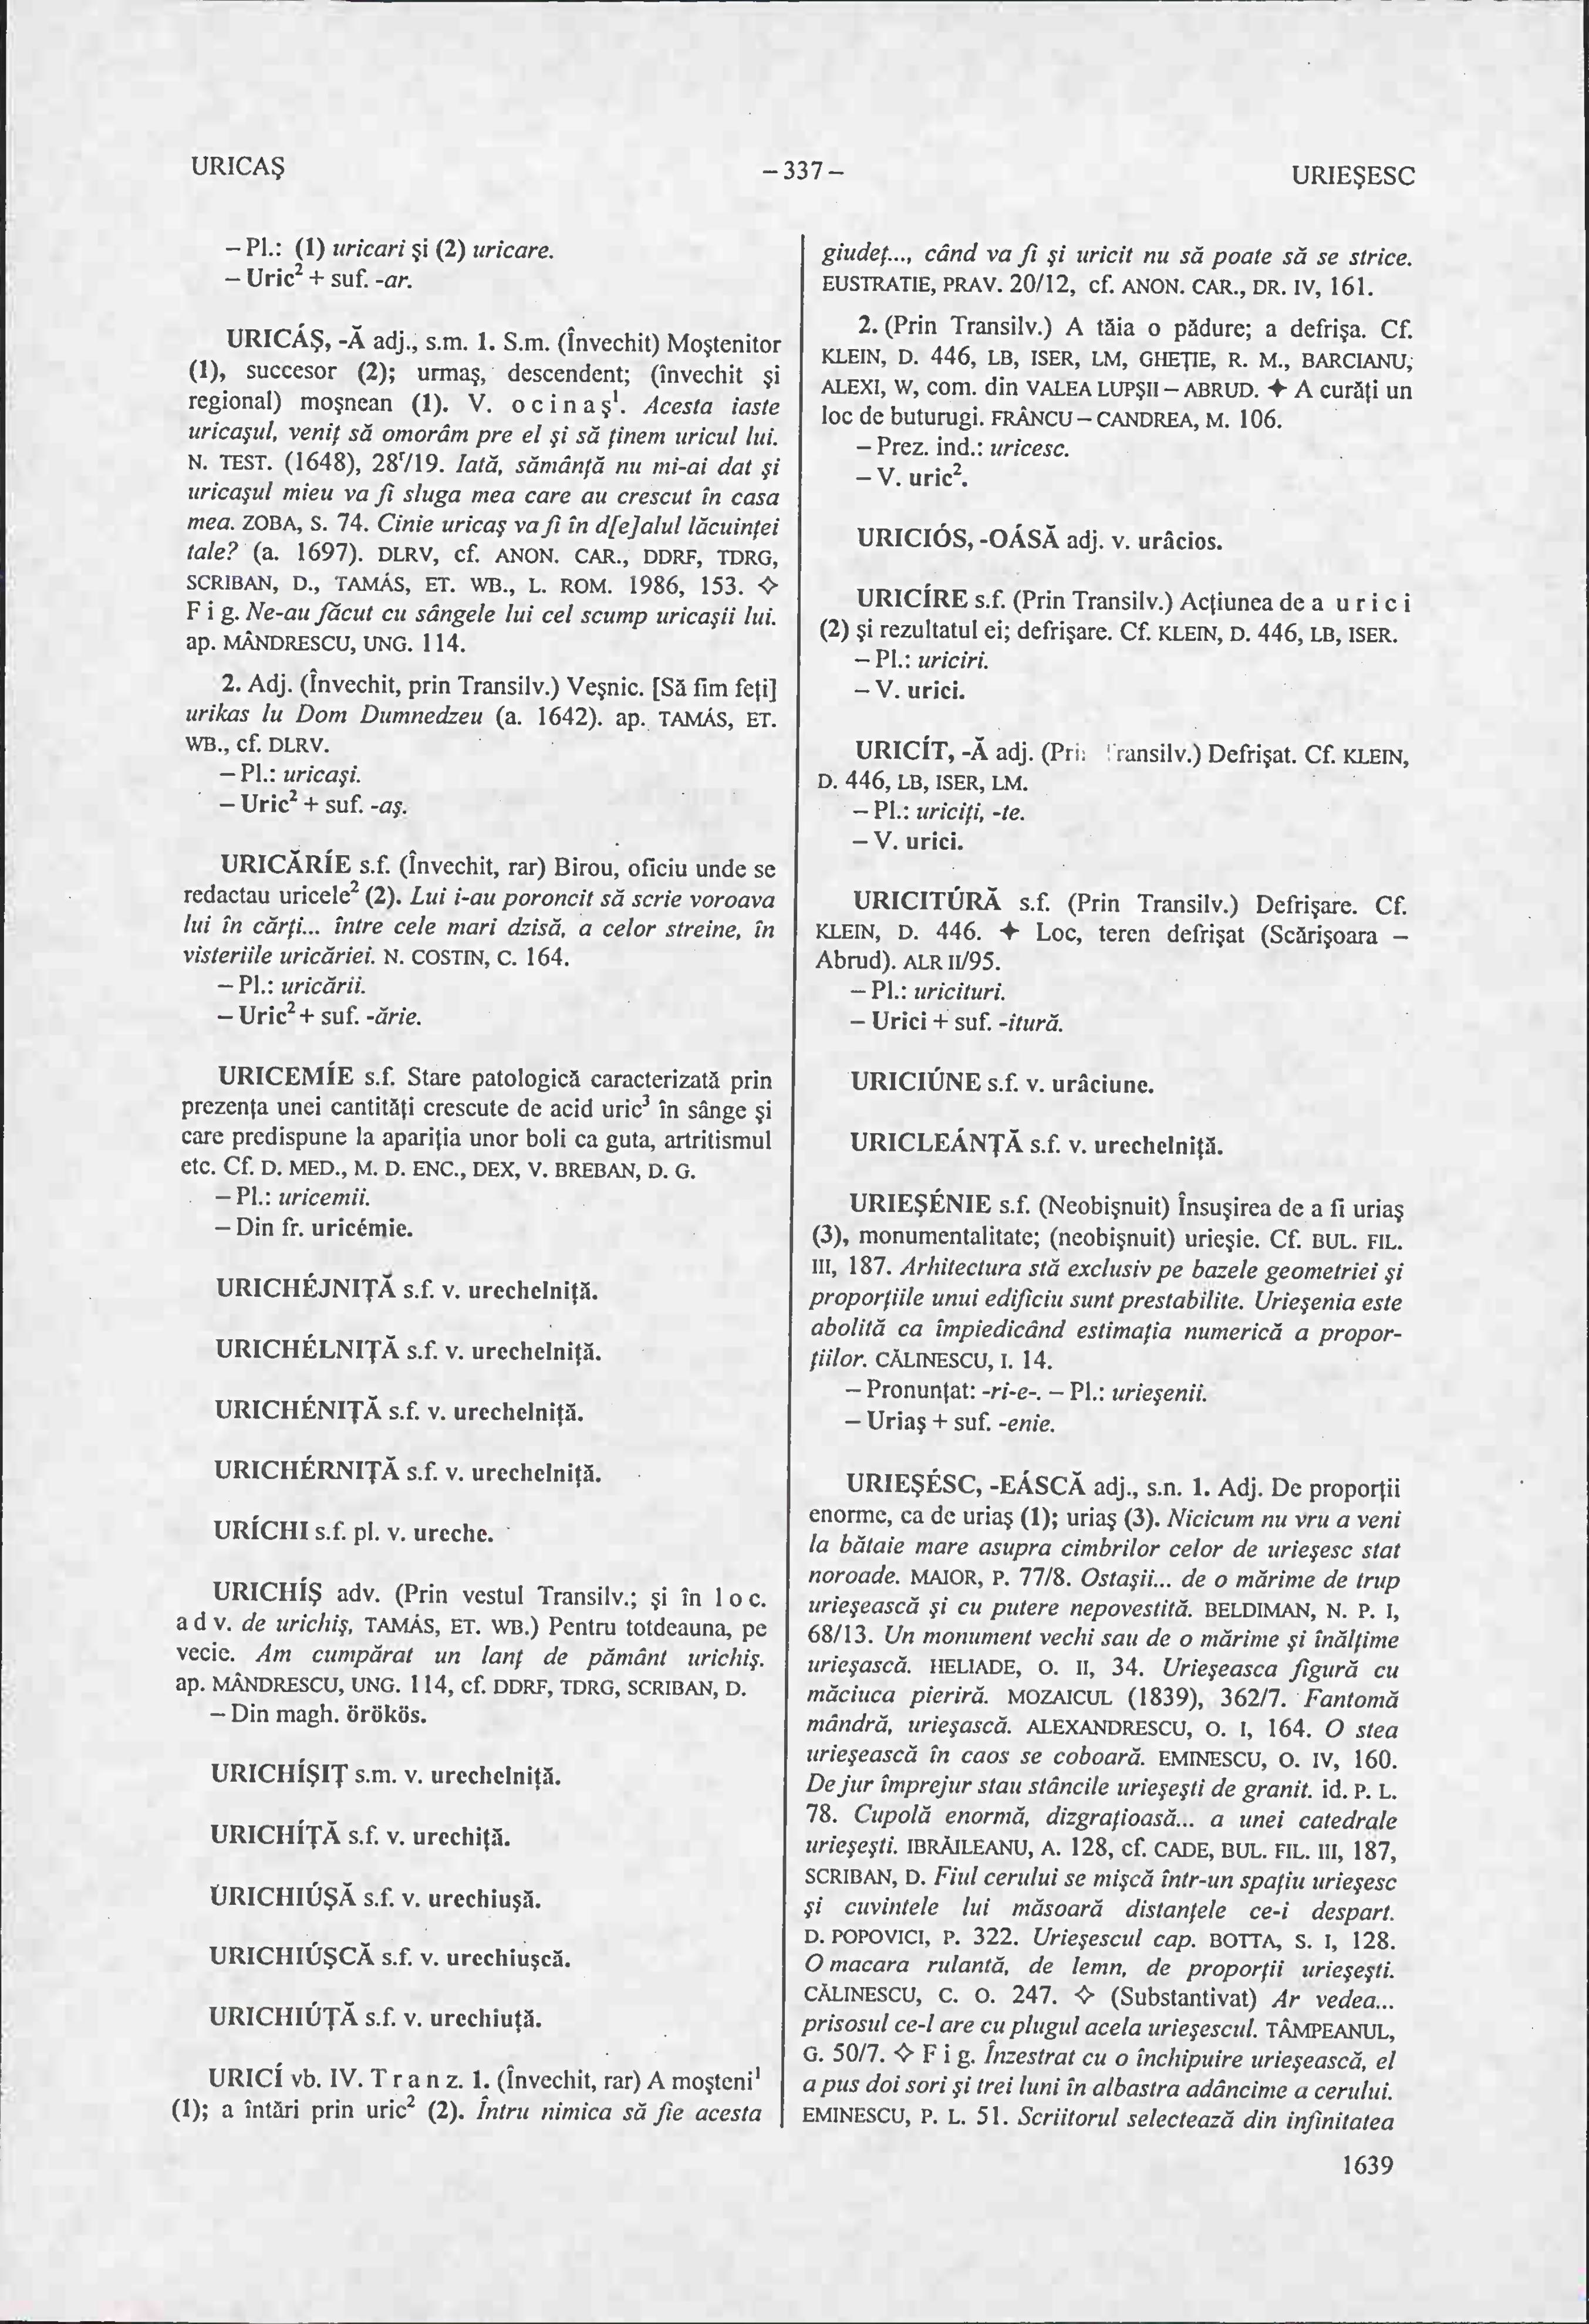 URICAŞ
– 337 –
URIEŞESC
– Pl.: (1) uricari şi (2) uricare.
– Uric² + suf. -ar.
URICÁŞ, -Ă adj., s.m. 1. S.m. (Învechit) Moştenitor
(1), succesor (2); urmaş, descendent; (învechit şi
regional) moşnean (1). V. ocinaş¹. Acesta iaste
uricaşul, veniţ să omorâm pre el şi să ţinem uricul lui.
N. TEST. (1648), 28ʳ/19. Iată, sămânţă nu mi-ai dat şi
uricaşul mieu va fi sluga mea care au crescut în casa
mea. ZOBA, S. 74. Cinie uricaş va fi în d[e]alul lăcuinţei
tale? (a. 1697). DLRV, cf. ANON. CAR., DDRF, TDRG,
SCRIBAN, D., TAMÁS, ET. WB., L. ROM. 1986, 153. ◇
Fig. Ne-au făcut cu sângele lui cel scump uricaşii lui.
ap. MÂNDRESCU, UNG. 114.
2. Adj. (Învechit, prin Transilv.) Veşnic. [Să fim feţi]
urikas lu Dom Dumnedzeu (a. 1642). ap. TAMÁS, ET.
WB., cf. DLRV.
– Pl.: uricaşi.
– Uric² + suf. -aş.
URICĂRÍE s.f. (Învechit, rar) Birou, oficiu unde se
redactau uricele² (2). Lui i-au poroncit să scrie voroava
lui în cărţi... între cele mari dzisă, a celor streine, în
visteriile uricăriei. N. COSTIN, C. 164.
– Pl.: uricării.
– Uric² + suf. -ărie.
URICEMÍE s.f. Stare patologică caracterizată prin
prezenţa unei cantităţi crescute de acid uric³ în sânge şi
care predispune la apariţia unor boli ca guta, artritismul
etc. Cf. D. MED., M. D. ENC., DEX, V. BREBAN, D. G.
– Pl.: uricemii.
– Din fr. uricémie.
URICHÉJNIŢĂ s.f. v. urechelniţă.
URICHÉLNIŢĂ s.f. v. urechelniţă.
URICHÉNIŢĂ s.f. v. urechelniţă.
URICHÉRNIŢĂ s.f. v. urechelniţă.
URÍCHI s.f. pl. v. ureche.
URICHÍŞ adv. (Prin vestul Transilv.; şi în loc.
adv. de urichiş, TAMÁS, ET. WB.) Pentru totdeauna, pe
vecie. Am cumpărat un lanţ de pământ urichiş.
ap. MÂNDRESCU, UNG. 114, cf. DDRF, TDRG, SCRIBAN, D.
– Din magh. örökös.
URICHÍŞIŢ s.m. v. urechelniţă.
URICHÍŢĂ s.f. v. urechiţă.
URICHIÚŞĂ s.f. v. urechiuşă.
URICHIÚŞCĂ s.f. v. urechiuşcă.
URICHIÚŢĂ s.f. v. urechiuţă.
URICÍ vb. IV. Tranz. 1. (Învechit, rar) A moşteni¹
(1); a întări prin uric² (2). Întru nimica să fie acesta
giudeţ..., când va fi şi uricit nu să poate să se strice.
EUSTRATIE, PRAV. 20/12, cf. ANON. CAR., DR. IV, 161.
2. (Prin Transilv.) A tăia o pădure; a defrişa. Cf.
KLEIN, D. 446, LB, ISER, LM, GHEŢIE, R. M., BARCIANU,
ALEXI, W, com. din VALEA LUPŞII – ABRUD. ✦ A curăţi un
loc de buturugi. FRÂNCU – CANDREA, M. 106.
– Prez. ind.: uricesc.
– V. uric².
URICIÓS, -OÁSĂ adj. v. urâcios.
URICÍRE s.f. (Prin Transilv.) Acţiunea de a urici
(2) şi rezultatul ei; defrişare. Cf. KLEIN, D. 446, LB, ISER.
– Pl.: uriciri.
– V. urici.
URICÍT, -Ă adj. (Prin Transilv.) Defrişat. Cf. KLEIN,
D. 446, LB, ISER, LM.
– Pl.: uriciţi, -te.
– V. urici.
URICITÚRĂ s.f. (Prin Transilv.) Defrişare. Cf.
KLEIN, D. 446. ✦ Loc, teren defrişat (Scărişoara –
Abrud). ALR II/95.
– Pl.: uricituri.
– Urici + suf. -itură.
URICIÚNE s.f. v. urâciune.
URICLEÁNŢĂ s.f. v. urechelniţă.
URIEŞÉNIE s.f. (Neobişnuit) Însuşirea de a fi uriaş
(3), monumentalitate; (neobişnuit) urieşie. Cf. BUL. FIL.
III, 187. Arhitectura stă exclusiv pe bazele geometriei şi
proporţiile unui edificiu sunt prestabilite. Urieşenia este
abolită ca împiedicând estimaţia numerică a propor-
ţiilor. CĂLINESCU, I. 14.
– Pronunţat: -ri-e-. – Pl.: urieşenii.
– Uriaş + suf. -enie.
URIEŞÉSC, -EÁSCĂ adj., s.n. 1. Adj. De proporţii
enorme, ca de uriaş (1); uriaş (3). Nicicum nu vru a veni
la bătaie mare asupra cimbrilor celor de urieşesc stat
noroade. MAIOR, P. 77/8. Ostaşii... de o mărime de trup
urieşească şi cu putere nepovestită. BELDIMAN, N. P. I,
68/13. Un monument vechi sau de o mărime şi înălţime
urieşască. HELIADE, O. II, 34. Urieşeasca figură cu
măciuca pieriră. MOZAICUL (1839), 362/7. Fantomă
mândră, urieşască. ALEXANDRESCU, O. I, 164. O stea
urieşească în caos se coboară. EMINESCU, O. IV, 160.
De jur împrejur stau stâncile urieşeşti de granit. id. P. L.
78. Cupolă enormă, dizgraţioasă... a unei catedrale
urieşeşti. IBRĂILEANU, A. 128, cf. CADE, BUL. FIL. III, 187,
SCRIBAN, D. Fiul cerului se mişcă într-un spaţiu urieşesc
şi cuvintele lui măsoară distanţele ce-i despart.
D. POPOVICI, P. 322. Urieşescul cap. BOTTA, S. I, 128.
O macara rulantă, de lemn, de proporţii urieşeşti.
CĂLINESCU, C. O. 247. ◇ (Substantivat) Ar vedea...
prisosul ce-l are cu plugul acela urieşescul. TÂMPEANUL,
G. 50/7. ◇ Fig. Înzestrat cu o închipuire urieşească, el
a pus doi sori şi trei luni în albastra adâncime a cerului.
EMINESCU, P. L. 51. Scriitorul selectează din infinitatea
1639